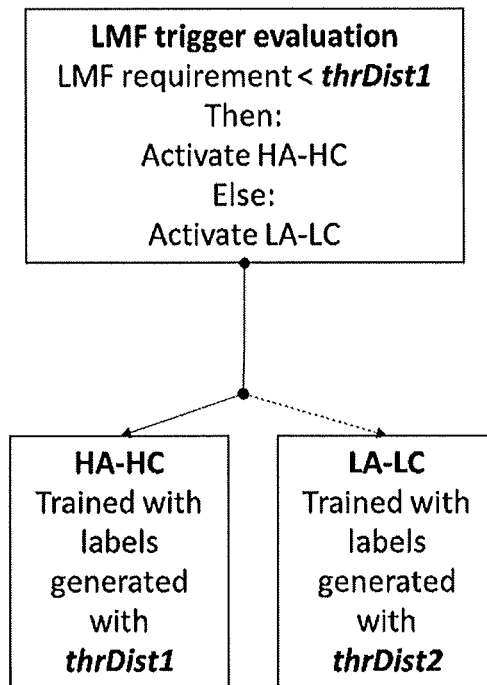 LMF trigger evaluation
LMF requirement < thrDist1
Then:
Activate HA-HC
Else:
Activate LA-LC
HA-HC
Trained with
labels
generated
with
thrDist1
LA-LC
Trained with
labels
generated
with
thrDist2